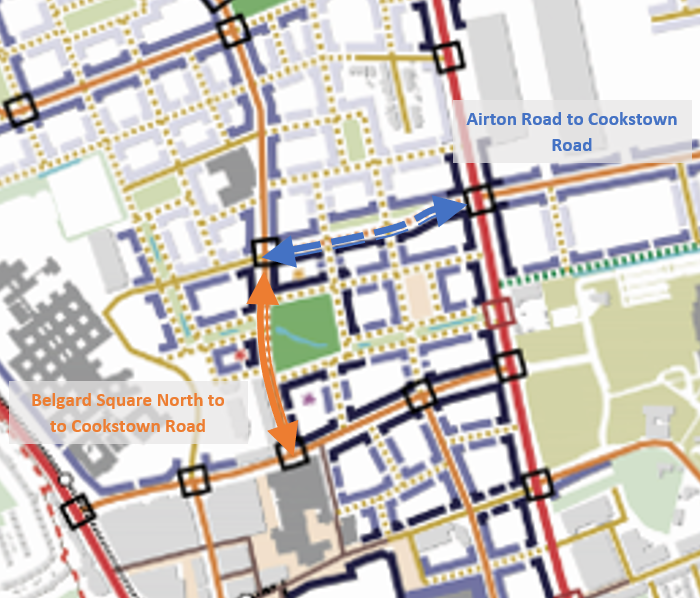 Airton Road to Cookstown
Road
Belgard Square North to
to Cookstown Road